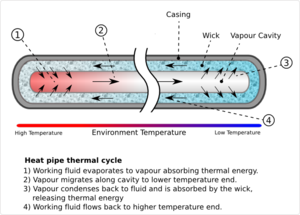 Casing
Wick
Vapour Cavity
1
2
3
4
High Temperature
Environment Temperature
Low Temperature
Heat pipe thermal cycle
1) Working fluid evaporates to vapour absorbing thermal energy.
2) Vapour migrates along cavity to lower temperature end.
3) Vapour condenses back to fluid and is absorbed by the wick,
releasing thermal energy
4) Working fluid flows back to higher temperature end.